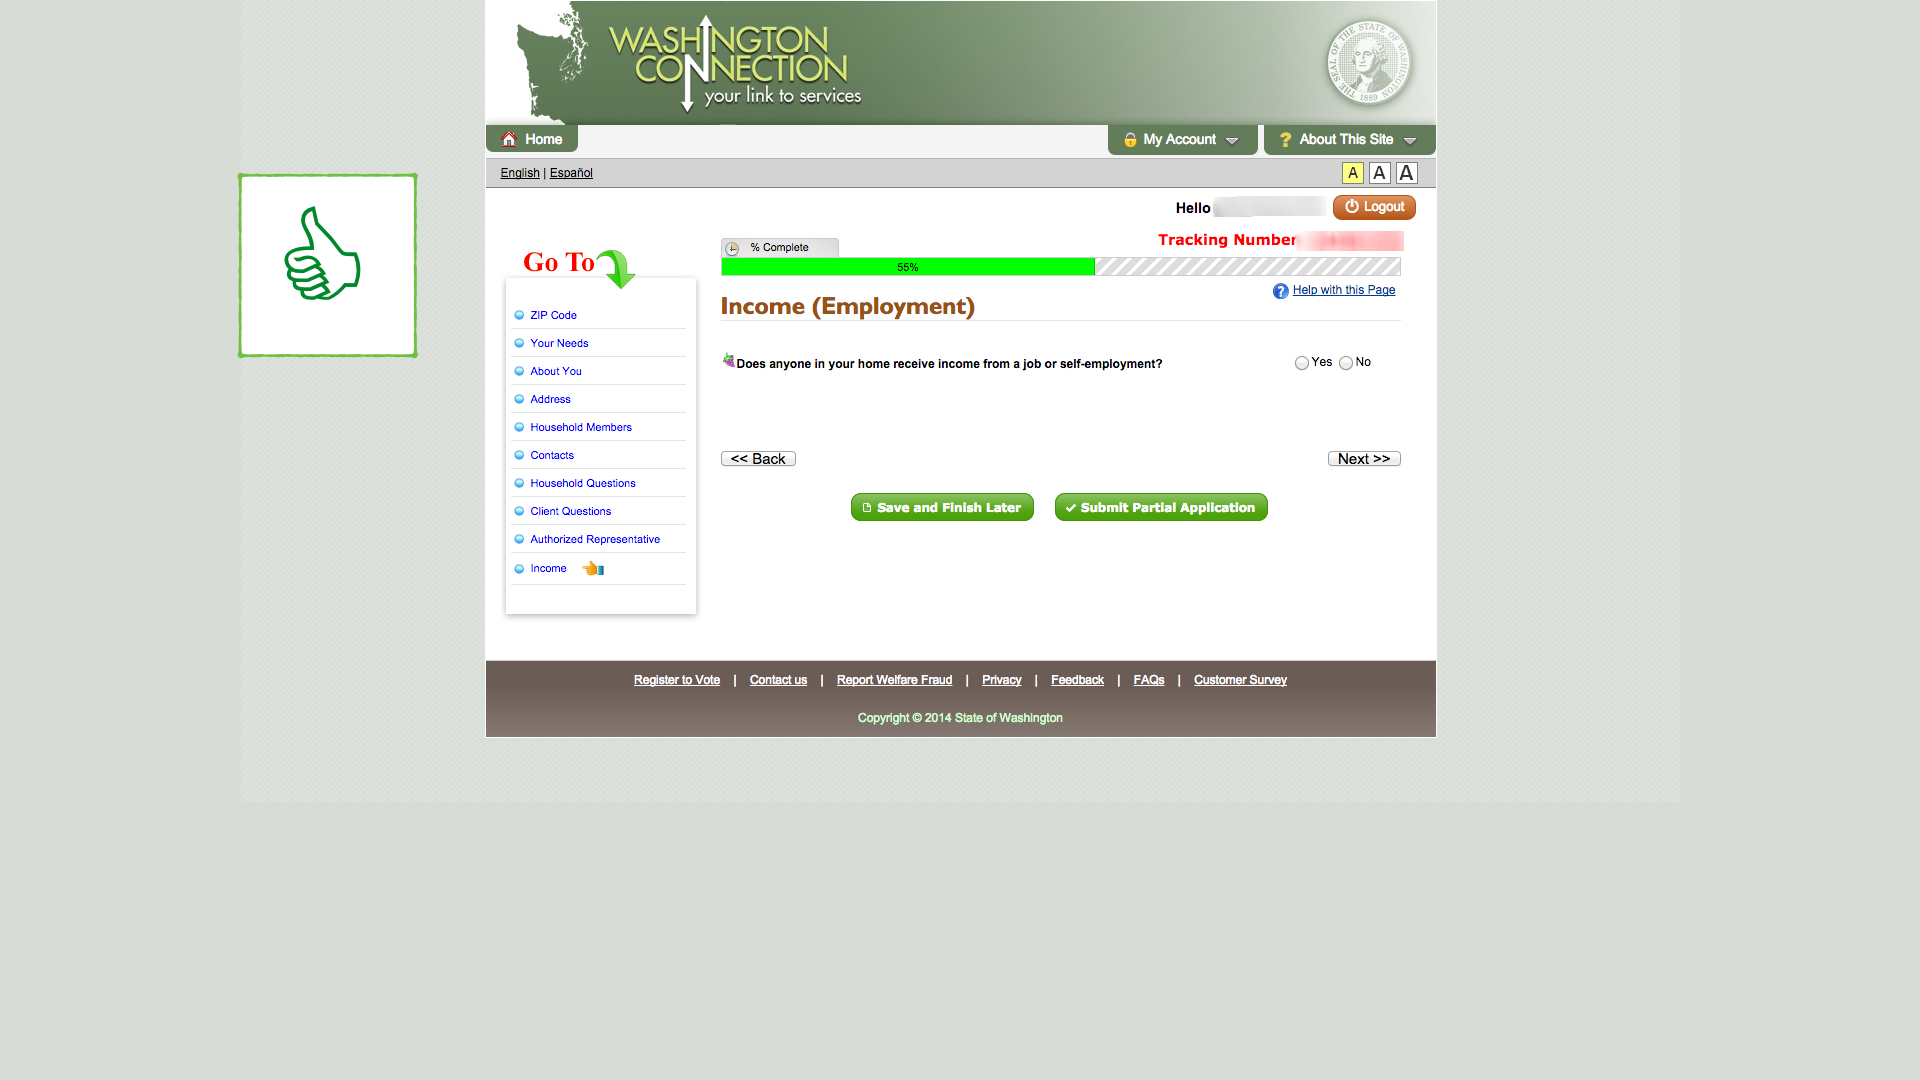 WASHINGTON
CONNECTION
your link to services
THE SEAL OF THE STATE OF WASHINGTON
1889
Home
My Account
? About This Site
English | Español
A A A
Hello
Logout
Tracking Number
% Complete
55%
Go To
? Help with this Page
Income (Employment)
ZIP Code
Your Needs
About You
Address
Household Members
Contacts
Household Questions
Client Questions
Authorized Representative
Income
Does anyone in your home receive income from a job or self-employment?
Yes No
<< Back
Next >>
Save and Finish Later
Submit Partial Application
Register to Vote | Contact us | Report Welfare Fraud | Privacy | Feedback | FAQs | Customer Survey
Copyright © 2014 State of Washington